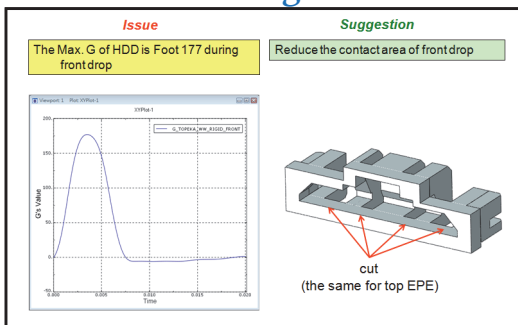 Issue
Suggestion
The Max. G of HDD is Foot 177 during
front drop
Reduce the contact area of front drop
Viewport: 1 Plot: XYPlot-1
XYPlot-1
G_TOPEKA_WW_RIGID_FRONT
200.
150.
100.
50.
0.
-50.
G's Value
0.000
0.005
0.010
0.015
0.020
Time
cut
(the same for top EPE)